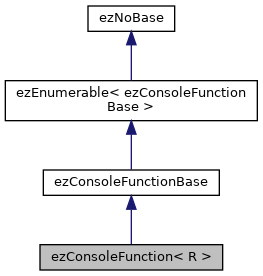 ezNoBase
ezEnumerable< ezConsoleFunction
Base >
ezConsoleFunctionBase
ezConsoleFunction< R >